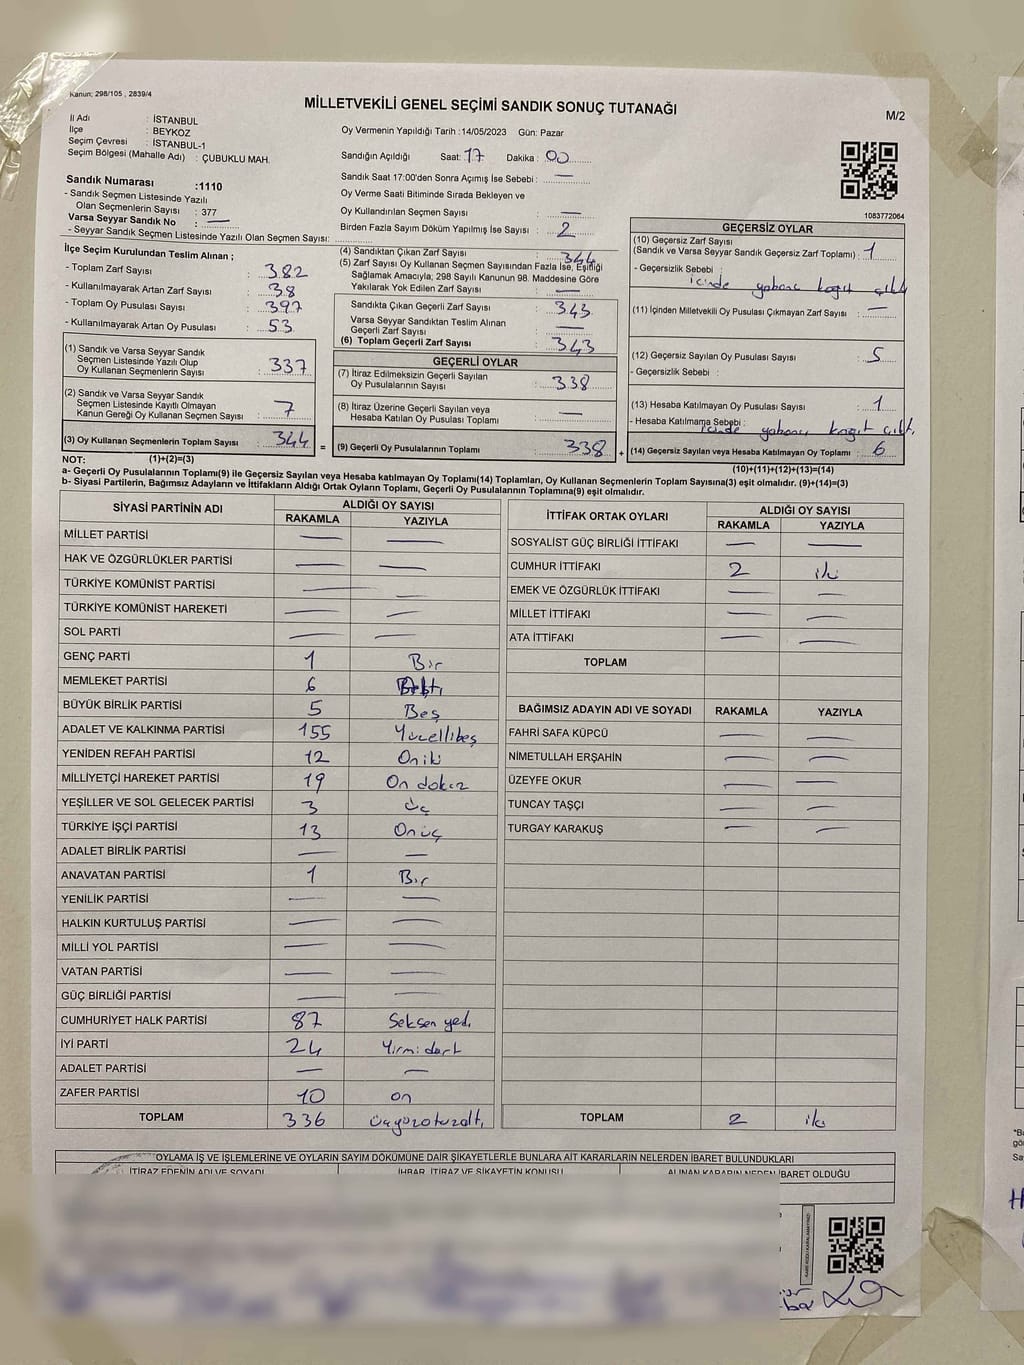 Kanun; 298/105 , 2839/4
MİLLETVEKİLİ GENEL SEÇİMİ SANDIK SONUÇ TUTANAĞI
M/2
İl Adı : İSTANBUL
İlçe : BEYKOZ
Seçim Çevresi : İSTANBUL-1
Seçim Bölgesi (Mahalle Adı) : ÇUBUKLU MAH.
Oy Vermenin Yapıldığı Tarih :14/05/2023 Gün: Pazar
Sandığın Açıldığı Saat: 17 Dakika : 00
Sandık Saat 17:00'den Sonra Açımış İse Sebebi : —
Oy Verme Saati Bitiminde Sırada Bekleyen ve
Oy Kullandırılan Seçmen Sayısı : —
Birden Fazla Sayım Döküm Yapılmış İse Sayısı : 2
1083772064
Sandık Numarası :1110
- Sandık Seçmen Listesinde Yazılı
Olan Seçmenlerin Sayısı : 377
Varsa Seyyar Sandık No : —
- Seyyar Sandık Seçmen Listesinde Yazılı Olan Seçmen Sayısı:
İlçe Seçim Kurulundan Teslim Alınan ;
- Toplam Zarf Sayısı : 382
- Kullanılmayarak Artan Zarf Sayısı : 38
- Toplam Oy Pusulası Sayısı : 397
- Kullanılmayarak Artan Oy Pusulası : 53
(1) Sandık ve Varsa Seyyar Sandık
Seçmen Listesinde Yazılı Olup
Oy Kullanan Seçmenlerin Sayısı : 337
(2) Sandık ve Varsa Seyyar Sandık
Seçmen Listesinde Kayıtlı Olmayan
Kanun Gereği Oy Kullanan Seçmen Sayısı : 7
(3) Oy Kullanan Seçmenlerin Toplam Sayısı : 344
(1)+(2)=(3)
(4) Sandıktan Çıkan Zarf Sayısı : 344
(5) Zarf Sayısı Oy Kullanan Seçmen Sayısından Fazla İse, Eşitliği
Sağlamak Amacıyla; 298 Sayılı Kanunun 98. Maddesine Göre
Yakılarak Yok Edilen Zarf Sayısı : —
Sandıkta Çıkan Geçerli Zarf Sayısı : 343
Varsa Seyyar Sandıktan Teslim Alınan
Geçerli Zarf Sayısı : —
(6) Toplam Geçerli Zarf Sayısı : 343
GEÇERLİ OYLAR
(7) İtiraz Edilmeksizin Geçerli Sayılan
Oy Pusulasının Sayısı : 338
(8) İtiraz Üzerine Geçerli Sayılan veya
Hesaba Katılan Oy Pusulası Sayısı : —
= (9) Geçerli Oy Pusulalarının Toplamı : 338 +
GEÇERSİZ OYLAR
(10) Geçersiz Zarf Sayısı
(Sandık ve Varsa Seyyar Sandık Geçersiz Zarf Toplamı) : 1
- Geçersizlik Sebebi : içinde yabancı kağıt çıktı
(11) İçinden Milletvekili Oy Pusulası Çıkmayan Zarf Sayısı : —
(12) Geçersiz Sayılan Oy Pusulası Sayısı : 5
- Geçersizlik Sebebi :
(13) Hesaba Katılmayan Oy Pusulası Sayısı : 1
- Hesaba Katılmama Sebebi : içinde yabancı kağıt çıktı.
(14) Geçersiz Sayılan veya Hesaba Katılmayan Oy Toplamı : 6
(10)+(11)+(12)+(13)=(14)
NOT:
a- Geçerli Oy Pusulalarının Toplamı(9) ile Geçersiz Sayılan veya Hesaba katılmayan Oy Toplamı(14) Toplamları, Oy Kullanan Seçmenlerin Toplam Sayısına(3) eşit olmalıdır. (9)+(14)=(3)
b- Siyasi Partilerin, Bağımsız Adayların ve İttifakların Aldığı Ortak Oyların Toplamı, Geçerli Oy Pusulalarının Toplamına(9) eşit olmalıdır.
SİYASİ PARTİNİN ADI ALDIĞI OY SAYISI
RAKAMLA YAZIYLA
MİLLET PARTİSİ — —
HAK VE ÖZGÜRLÜKLER PARTİSİ — —
TÜRKİYE KOMÜNİST PARTİSİ — —
TÜRKİYE KOMÜNİST HAREKETİ — —
SOL PARTİ — —
GENÇ PARTİ 1 Bir
MEMLEKET PARTİSİ 6
BÜYÜK BİRLİK PARTİSİ 5 Beş
ADALET VE KALKINMA PARTİSİ 155 Yüzellibeş
YENİDEN REFAH PARTİSİ 12 Oniki
MİLLİYETÇİ HAREKET PARTİSİ 19 On dokuz
YEŞİLLER VE SOL GELECEK PARTİSİ 3 üç
TÜRKİYE İŞÇİ PARTİSİ 13 Onüç
ADALET BİRLİK PARTİSİ — —
ANAVATAN PARTİSİ 1 Bir
YENİLİK PARTİSİ — —
HALKIN KURTULUŞ PARTİSİ — —
MİLLİ YOL PARTİSİ — —
VATAN PARTİSİ — —
GÜÇ BİRLİĞİ PARTİSİ — —
CUMHURİYET HALK PARTİSİ 87 Seksen yedi
İYİ PARTİ 24 Yirmi dört
ADALET PARTİSİ — —
ZAFER PARTİSİ 10 on
TOPLAM 336 üçyüzotuzaltı
İTTİFAK ORTAK OYLARI ALDIĞI OY SAYISI
RAKAMLA YAZIYLA
SOSYALİST GÜÇ BİRLİĞİ İTTİFAKI — —
CUMHUR İTTİFAKI 2 iki
EMEK VE ÖZGÜRLÜK İTTİFAKI — —
MİLLET İTTİFAKI — —
ATA İTTİFAKI — —
TOPLAM
BAĞIMSIZ ADAYIN ADI VE SOYADI RAKAMLA YAZIYLA
FAHRİ SAFA KÜPCÜ — —
NİMETULLAH ERŞAHİN — —
ÜZEYFE OKUR — —
TUNCAY TAŞÇI — —
TURGAY KARAKUŞ — —
TOPLAM 2 iki
OYLAMA İŞ VE İŞLEMLERİNE VE OYLARIN SAYIM DÖKÜMÜNE DAİR ŞİKAYETLERLE BUNLARA AİT KARARLARIN NELERDEN İBARET BULUNDUKLARI
İTİRAZ EDENİN ADI VE SOYADI İHBAR, İTİRAZ VE ŞİKAYETİN KONUSU ALINAN KARARIN NEDEN İBARET OLDUĞU